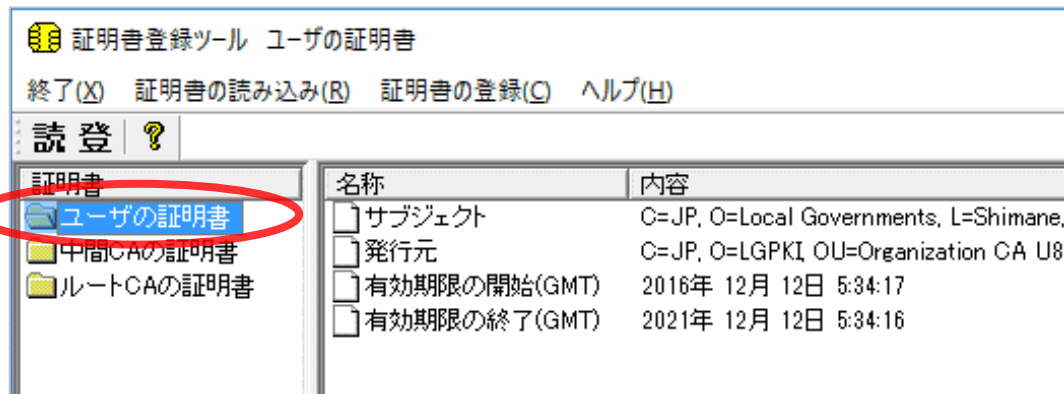 証明書登録ツール ユーザの証明書
終了(X) 証明書の読み込み(R) 証明書の登録(C) ヘルプ(H)
読 登 ?
証明書 名称 内容
ユーザの証明書 サブジェクト C=JP, O=Local Governments, L=Shimane,
中間CAの証明書 発行元 C=JP, O=LGPKI, OU=Organization CA U8
ルートCAの証明書 有効期限の開始(GMT) 2016年 12月 12日 5:34:17
有効期限の終了(GMT) 2021年 12月 12日 5:34:16